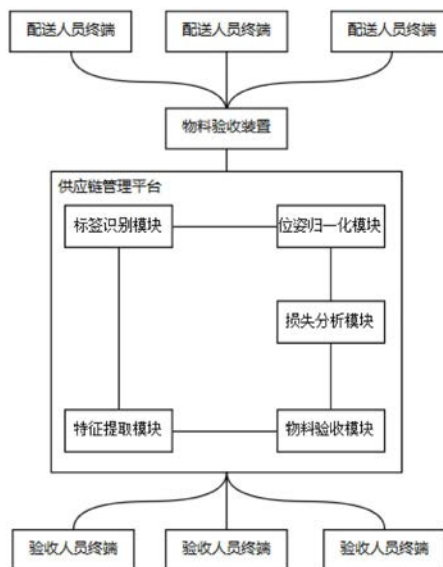 配送人员终端
配送人员终端
配送人员终端
物料验收装置
供应链管理平台
标签识别模块
位姿归一化模块
损失分析模块
特征提取模块
物料验收模块
验收人员终端
验收人员终端
验收人员终端